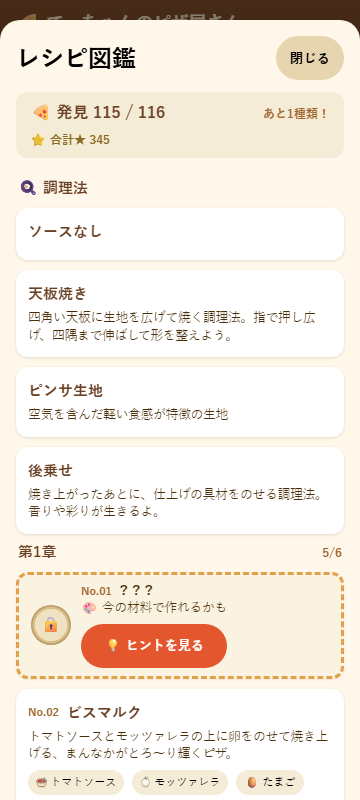 レシピ図鑑
閉じる
発見 115 / 116
あと1種類！
合計★ 345
調理法
ソースなし
天板焼き
四角い天板に生地を広げて焼く調理法。指で押し広
げ、四隅まで伸ばして形を整えよう。
ピンサ生地
空気を含んだ軽い食感が特徴の生地
後乗せ
焼き上がったあとに、仕上げの具材をのせる調理法。
香りや彩りが生きるよ。
第1章
5/6
No.01 ？？？
今の材料で作れるかも
ヒントを見る
No.02 ビスマルク
トマトソースとモッツァレラの上に卵をのせて焼き上
げる、まんなかがとろ〜り輝くピザ。
トマトソース
モッツァレラ
たまご